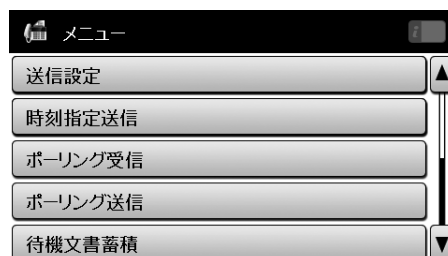 メニュー
送信設定
時刻指定送信
ポーリング受信
ポーリング送信
待機文書蓄積